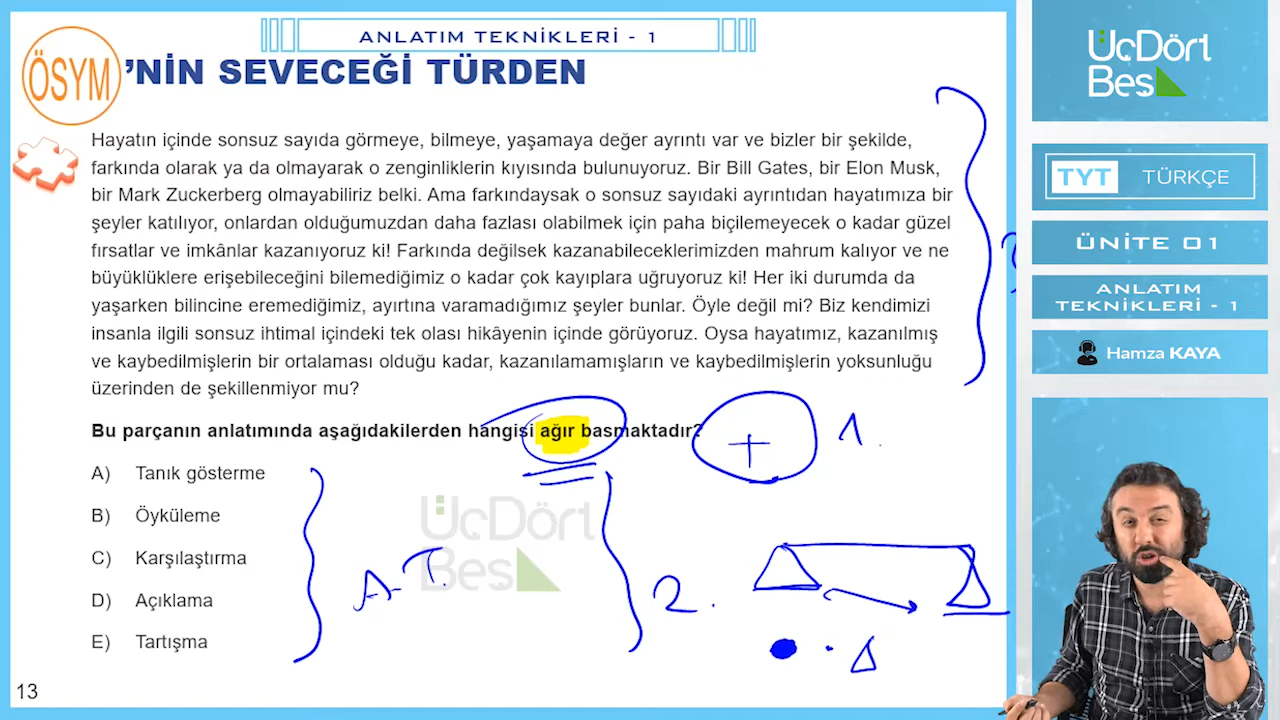 ANLATIM TEKNİKLERİ - 1
ÖSYM 'NİN SEVECEĞİ TÜRDEN
Hayatın içinde sonsuz sayıda görmeye, bilmeye, yaşamaya değer ayrıntı var ve bizler bir şekilde,
farkında olarak ya da olmayarak o zenginliklerin kıyısında bulunuyoruz. Bir Bill Gates, bir Elon Musk,
bir Mark Zuckerberg olmayabiliriz belki. Ama farkındaysak o sonsuz sayıdaki ayrıntıdan hayatımıza bir
şeyler katılıyor, onlardan olduğumuzdan daha fazlası olabilmek için paha biçilemeyecek o kadar güzel
fırsatlar ve imkânlar kazanıyoruz ki! Farkında değilsek kazanabileceklerimizden mahrum kalıyor ve ne
büyüklüklere erişebileceğini bilemediğimiz o kadar çok kayıplara uğruyoruz ki! Her iki durumda da
yaşarken bilincine eremediğimiz, ayırtına varamadığımız şeyler bunlar. Öyle değil mi? Biz kendimizi
insanla ilgili sonsuz ihtimal içindeki tek olası hikâyenin içinde görüyoruz. Oysa hayatımız, kazanılmış
ve kaybedilmişlerin bir ortalaması olduğu kadar, kazanılamamışların ve kaybedilmişlerin yoksunluğu
üzerinden de şekillenmiyor mu?
Bu parçanın anlatımında aşağıdakilerden hangisi ağır basmaktadır?
A) Tanık gösterme
B) Öyküleme
C) Karşılaştırma
D) Açıklama
E) Tartışma
A.T.
+
1.
2.
ÜçDört
Beş
13
ÜçDört
Beş
TYT TÜRKÇE
ÜNİTE 01
ANLATIM
TEKNİKLERİ - 1
Hamza KAYA